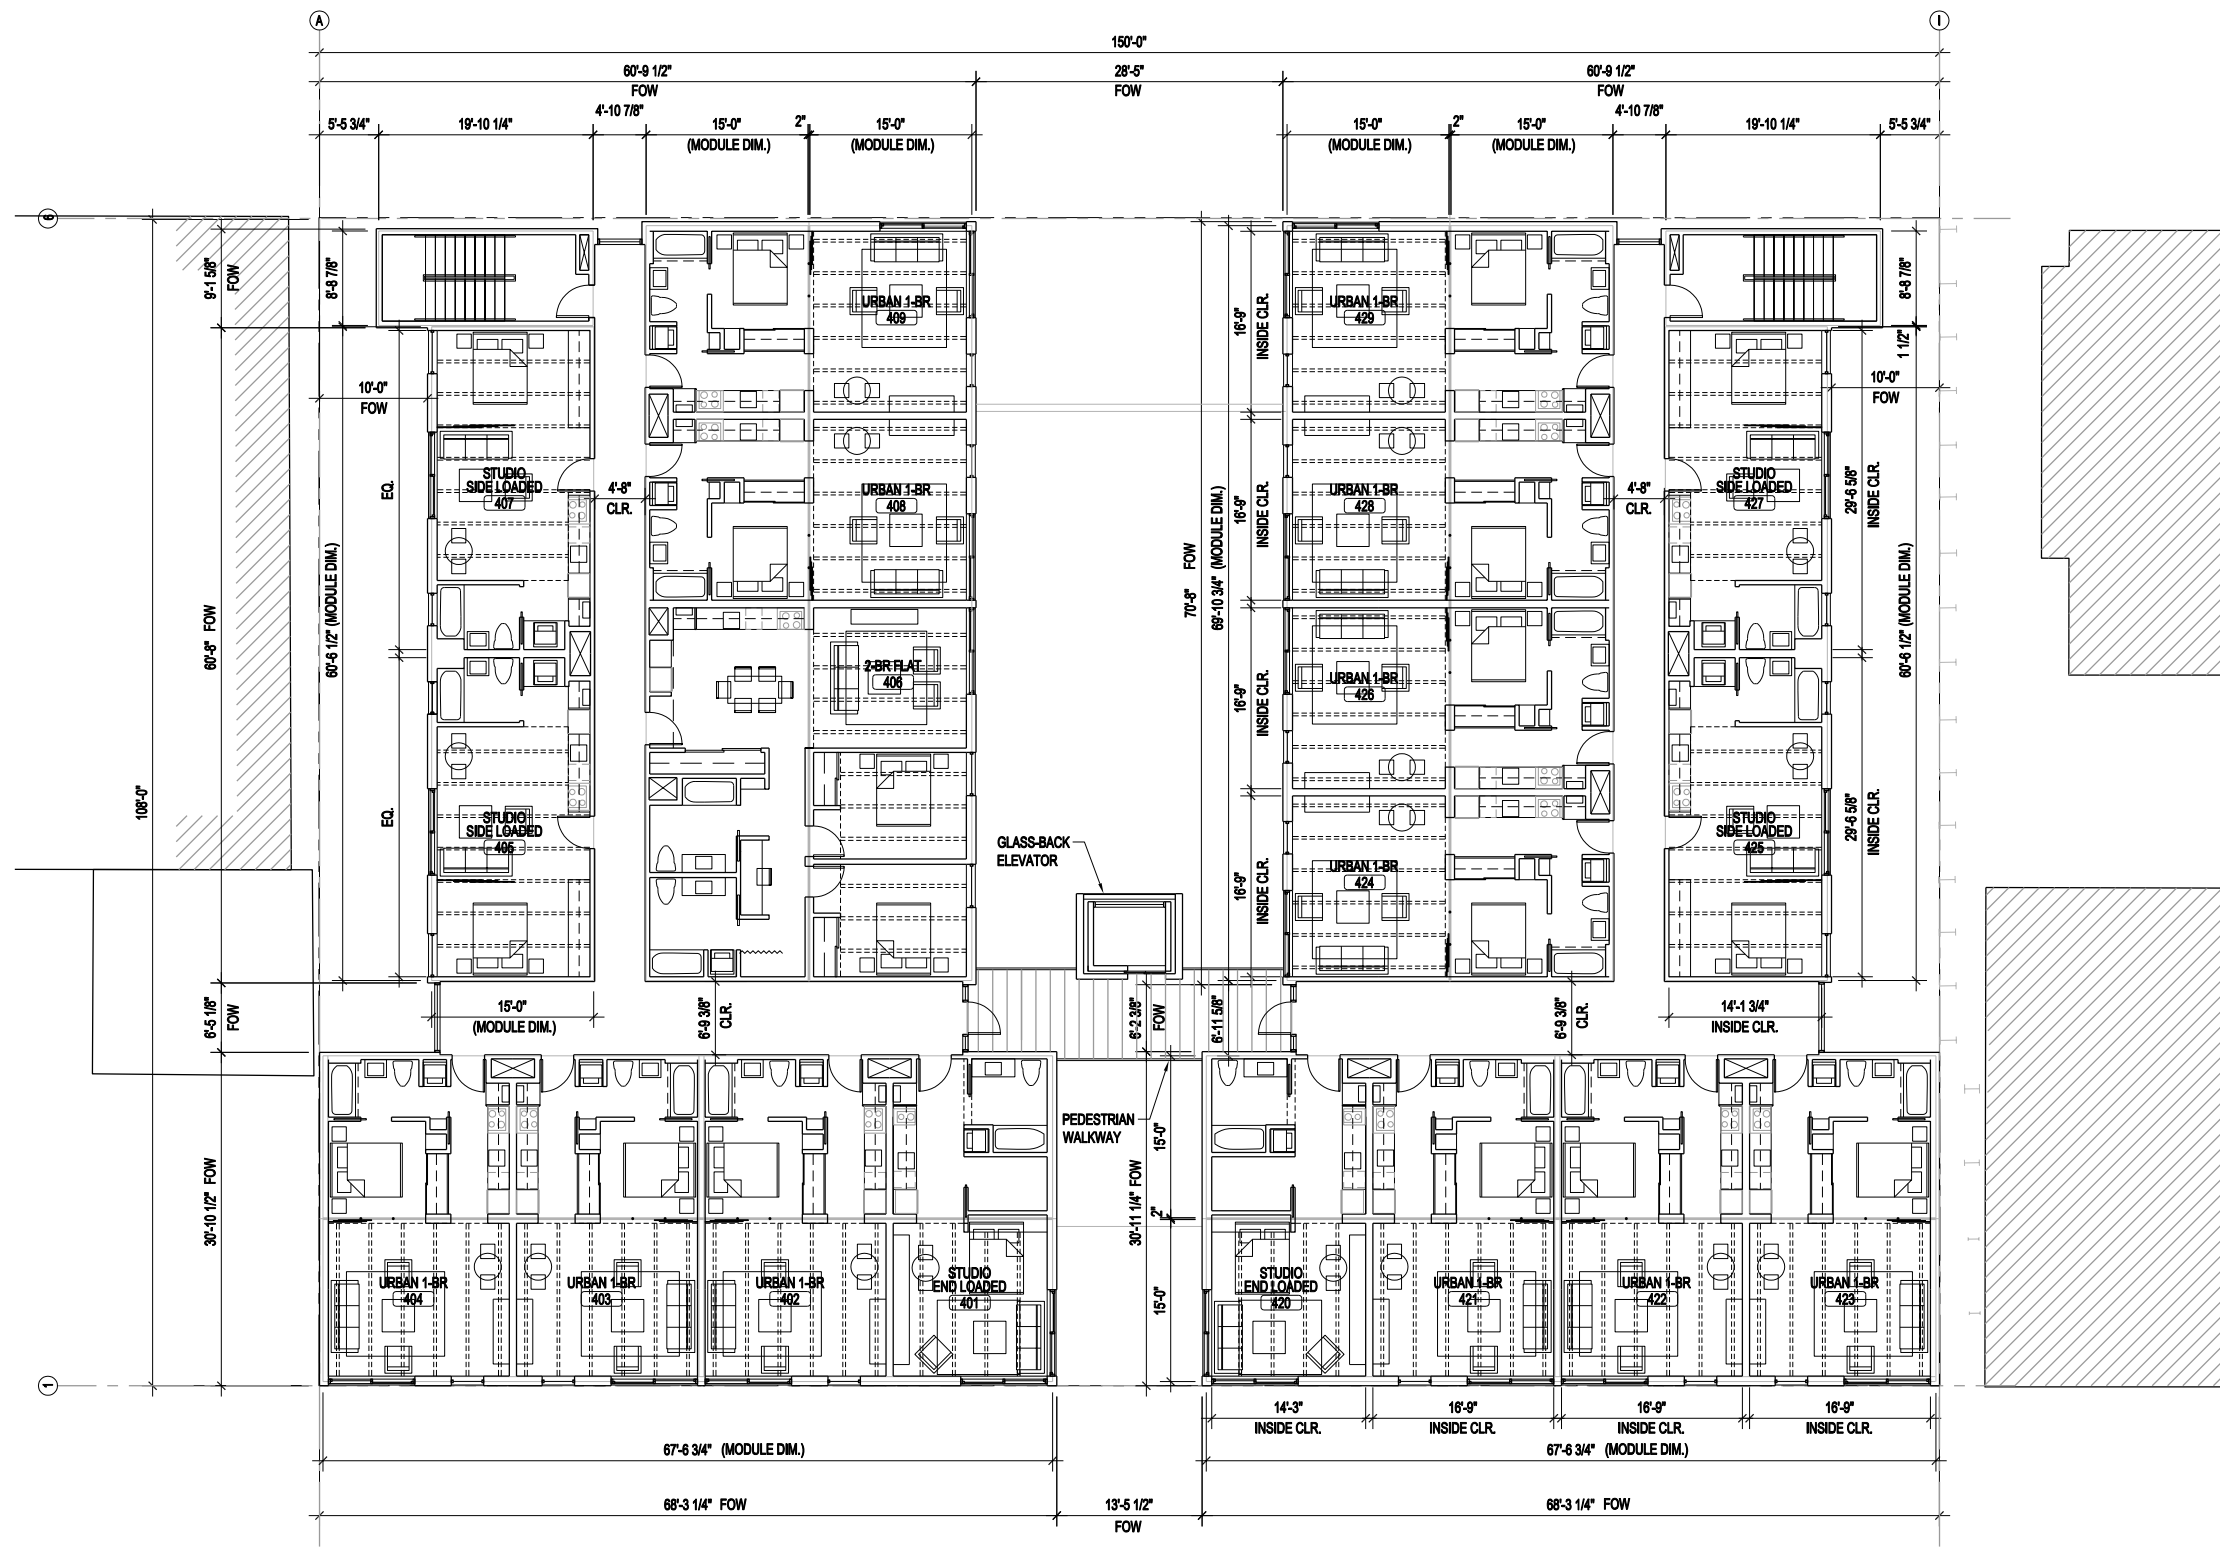 A
I
150'-0"
60'-9 1/2"
FOW
28'-5"
FOW
60'-9 1/2"
FOW
5'-5 3/4"
19'-10 1/4"
4'-10 7/8"
15'-0"
(MODULE DIM.)
2"
15'-0"
(MODULE DIM.)
15'-0"
(MODULE DIM.)
2"
15'-0"
(MODULE DIM.)
4'-10 7/8"
19'-10 1/4"
5'-5 3/4"
6
9'-1 5/8"
FOW
8'-8 7/8"
8'-8 7/8"
1 1/2"
URBAN 1-BR
409
URBAN 1-BR
429
16'-9"
INSIDE CLR.
10'-0"
FOW
10'-0"
FOW
EQ.
STUDIO
SIDE LOADED
407
4'-8"
CLR.
URBAN 1-BR
408
URBAN 1-BR
428
16'-9"
INSIDE CLR.
4'-8"
CLR.
STUDIO
SIDE LOADED
427
29'-6 5/8"
INSIDE CLR.
108'-0"
60'-8" FOW
60'-6 1/2" (MODULE DIM.)
70'-8" FOW
69'-10 3/4" (MODULE DIM.)
60'-6 1/2" (MODULE DIM.)
2-BR FLAT
406
URBAN 1-BR
426
16'-9"
INSIDE CLR.
EQ.
STUDIO
SIDE LOADED
405
GLASS-BACK
ELEVATOR
URBAN 1-BR
424
16'-9"
INSIDE CLR.
STUDIO
SIDE LOADED
425
29'-6 5/8"
INSIDE CLR.
6'-5 1/8"
FOW
15'-0"
(MODULE DIM.)
6'-9 3/8"
CLR.
6'-2 3/8"
FOW
6'-11 5/8"
6'-9 3/8"
CLR.
14'-1 3/4"
INSIDE CLR.
PEDESTRIAN
WALKWAY
30'-10 1/2" FOW
30'-11 1/4" FOW
15'-0"
2"
15'-0"
URBAN 1-BR
404
URBAN 1-BR
403
URBAN 1-BR
402
STUDIO
END LOADED
401
STUDIO
END LOADED
420
URBAN 1-BR
421
URBAN 1-BR
422
URBAN 1-BR
423
1
14'-3"
INSIDE CLR.
16'-9"
INSIDE CLR.
16'-9"
INSIDE CLR.
16'-9"
INSIDE CLR.
67'-6 3/4" (MODULE DIM.)
67'-6 3/4" (MODULE DIM.)
68'-3 1/4" FOW
13'-5 1/2"
FOW
68'-3 1/4" FOW